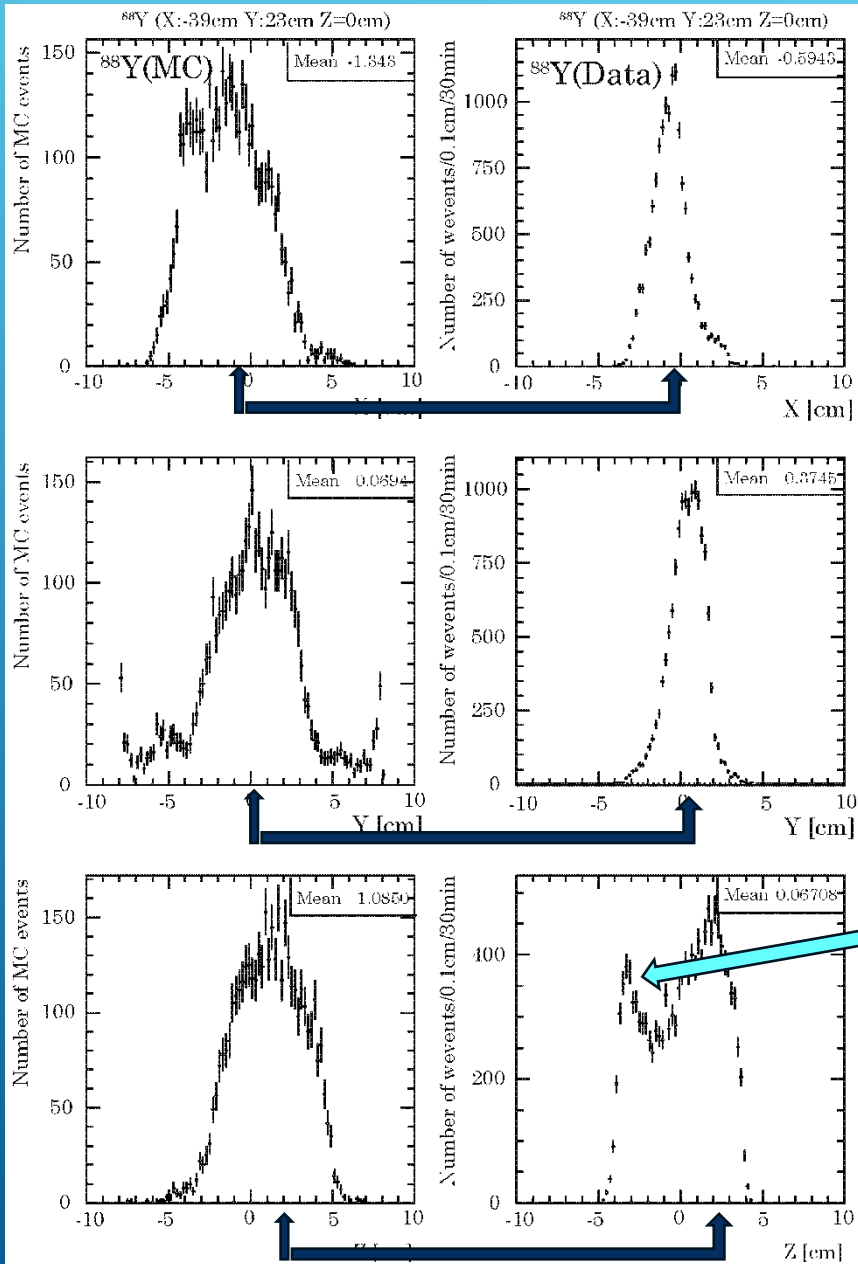 ⁸⁸Y (X:-39cm Y:23cm Z=0cm)
⁸⁸Y(MC)
Mean -1.343
Number of MC events
150
100
50
0
-10 -5 0 5 10
⁸⁸Y (X:-39cm Y:23cm Z=0cm)
⁸⁸Y(Data)
Mean -0.5943
Number of wevents/0.1cm/30min
1000
750
500
250
0
-10 -5 0 5 10
X [cm]
Mean 0.0694
Number of MC events
150
100
50
0
-10 -5 0 5 10
Y [cm]
Mean 0.3745
Number of wevents/0.1cm/30min
1000
750
500
250
0
-10 -5 0 5 10
Y [cm]
Mean 1.0850
Number of MC events
150
100
50
0
-10 -5 0 5 10
Mean 0.06708
Number of wevents/0.1cm/30min
400
200
0
-10 -5 0 5 10
Z [cm]